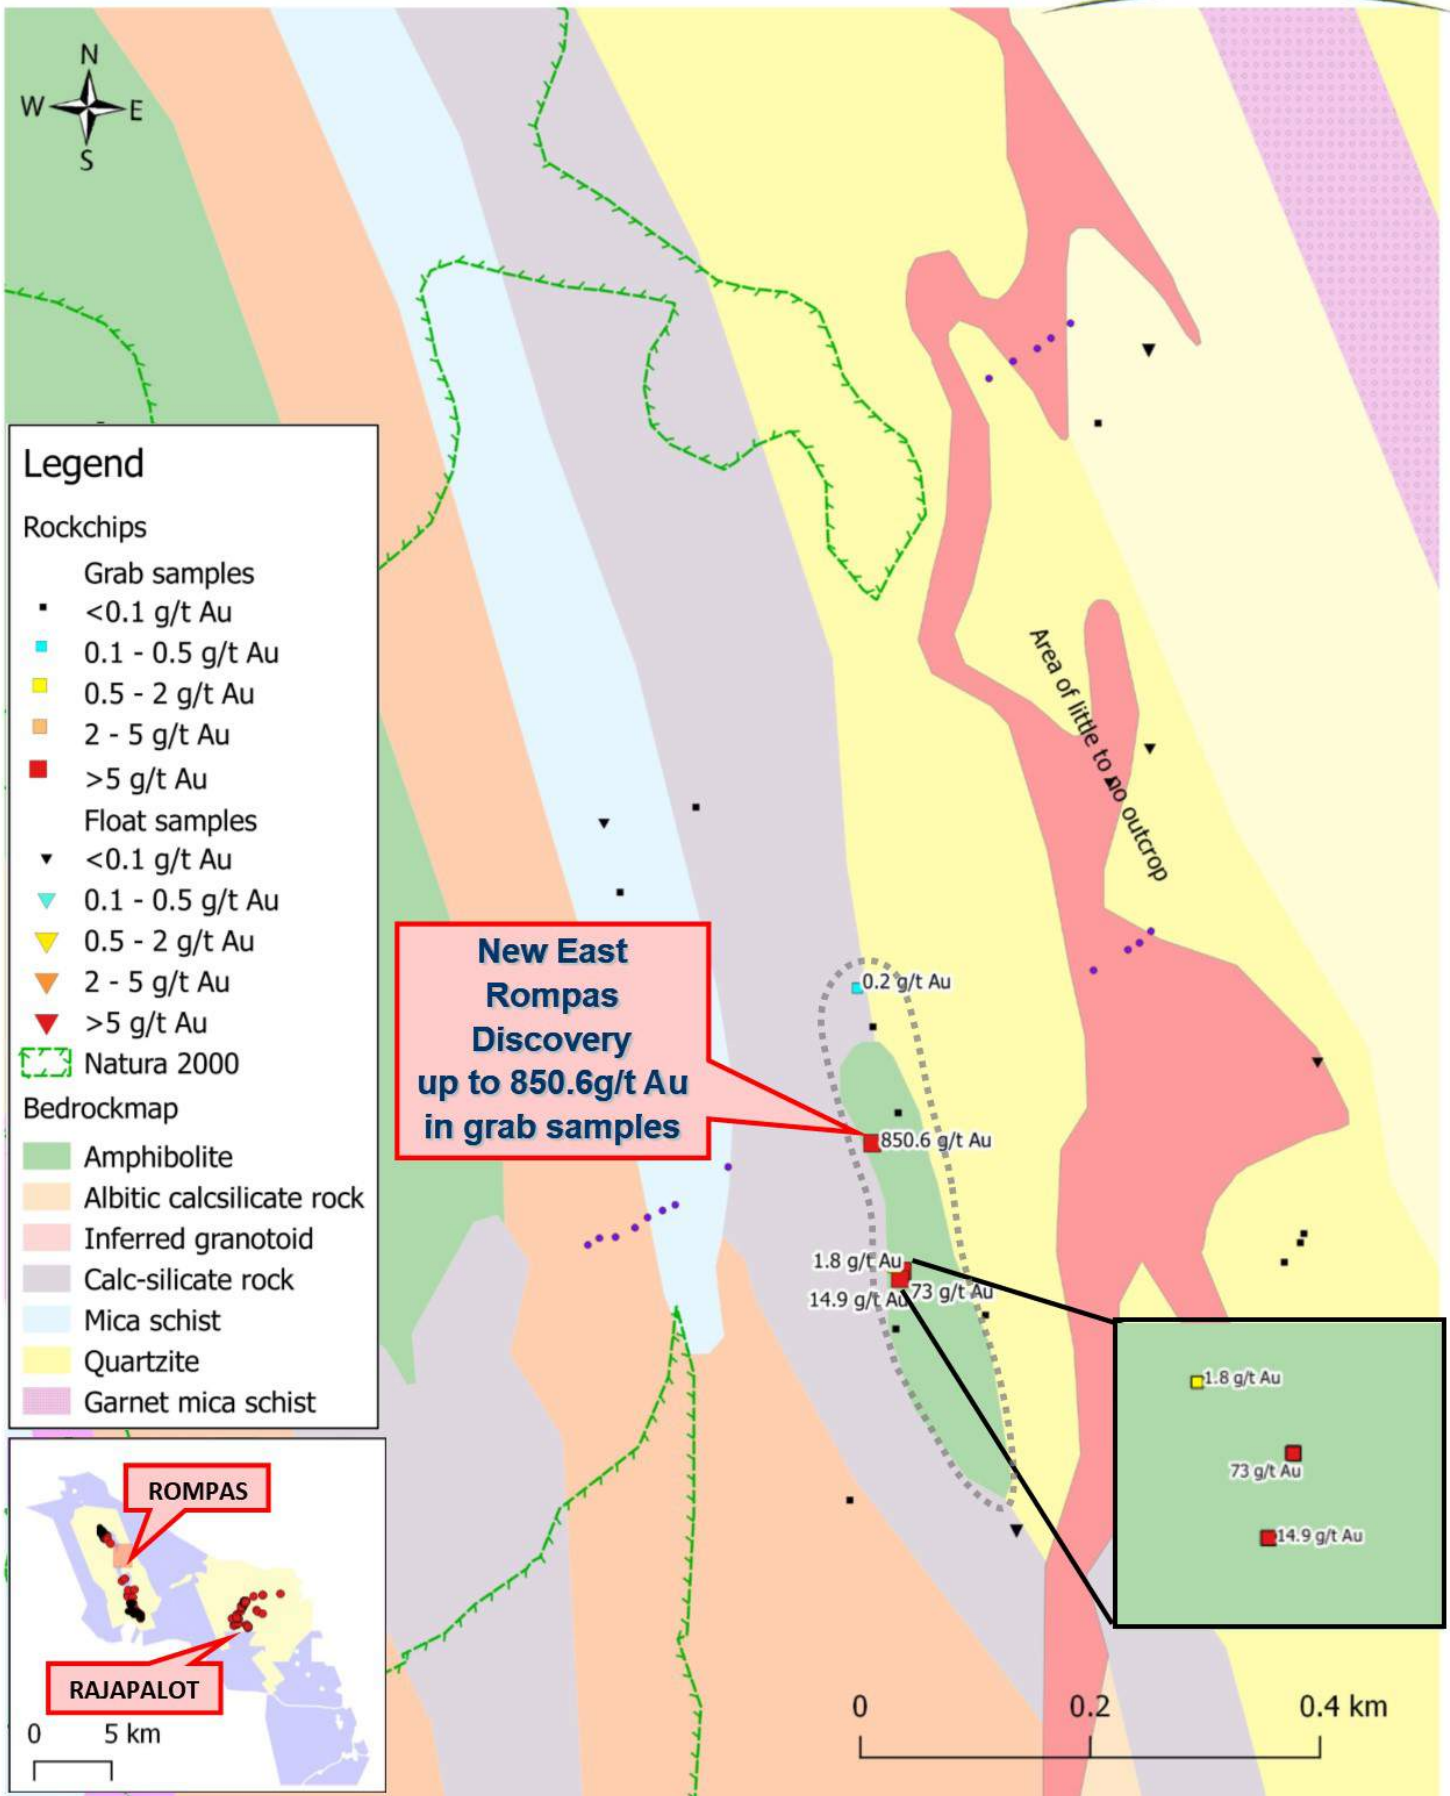 N
W E
S
Legend
Rockchips
Grab samples
<0.1 g/t Au
0.1 - 0.5 g/t Au
0.5 - 2 g/t Au
2 - 5 g/t Au
>5 g/t Au
Float samples
<0.1 g/t Au
0.1 - 0.5 g/t Au
0.5 - 2 g/t Au
2 - 5 g/t Au
>5 g/t Au
Natura 2000
Bedrockmap
Amphibolite
Albitic calcsilicate rock
Inferred granotoid
Calc-silicate rock
Mica schist
Quartzite
Garnet mica schist
Area of little to no outcrop
New East
Rompas
Discovery
up to 850.6g/t Au
in grab samples
0.2 g/t Au
850.6 g/t Au
1.8 g/t Au
73 g/t Au
14.9 g/t Au
1.8 g/t Au
73 g/t Au
14.9 g/t Au
ROMPAS
RAJAPALOT
0 5 km
0 0.2 0.4 km